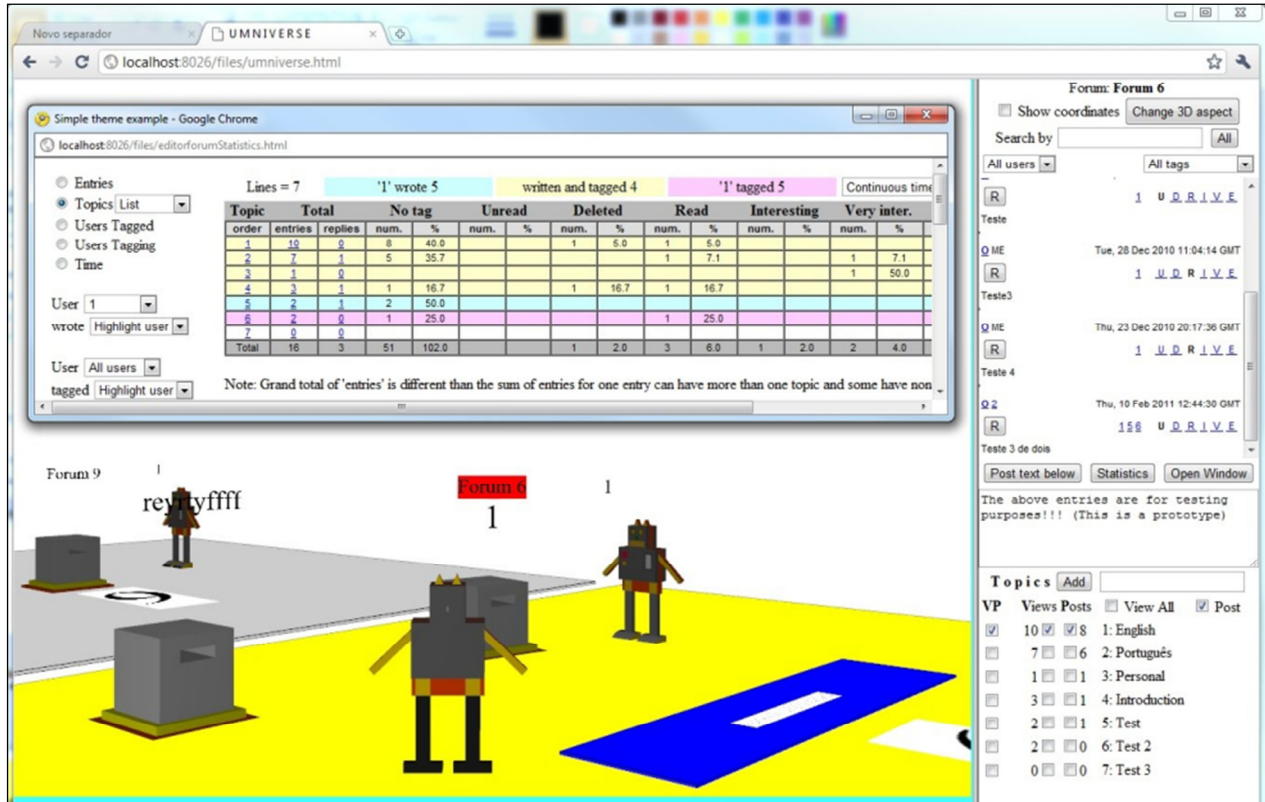 Novo separador
UMNIVERSE
localhost:8026/files/umniverse.html
Simple theme example - Google Chrome
localhost:8026/files/editorforumStatistics.html
Entries
Topics List
Users Tagged
Users Tagging
Time
User 1
wrote Highlight user
User All users
tagged Highlight user
Lines = 7 '1' wrote 5 written and tagged 4 '1' tagged 5 Continuous time
Topic Total No tag Unread Deleted Read Interesting Very inter.
order entries replies num. % num. % num. % num. % num. % num. %
1 10 0 8 40.0 1 5.0 1 5.0
2 7 1 5 35.7 1 7.1 1 7.1
3 1 0 1 50.0
4 3 1 1 16.7 1 16.7 1 16.7
5 2 1 2 50.0
6 2 0 1 25.0 1 25.0
7 0 0
Total 16 3 51 102.0 1 2.0 3 6.0 1 2.0 2 4.0
Note: Grand total of 'entries' is different than the sum of entries for one entry can have more than one topic and some have non
Forum 9
1
reyrtyffff
Forum 6
1
1
Forum: Forum 6
Show coordinates Change 3D aspect
Search by All
All users All tags
R 1 U D R I V E
Teste
O ME Tue, 28 Dec 2010 11:04:14 GMT
R 1 U D R I V E
Teste3
O ME Thu, 23 Dec 2010 20:17:36 GMT
R 1 U D R I V E
Teste 4
O 2 Thu, 10 Feb 2011 12:44:30 GMT
R 156 U D R I V E
Teste 3 de dois
Post text below Statistics Open Window
The above entries are for testing
purposes!!! (This is a prototype)
Topics Add
VP Views Posts View All Post
10 8 1: English
7 6 2: Português
1 1 3: Personal
3 1 4: Introduction
2 1 5: Test
2 0 6: Test 2
0 0 7: Test 3